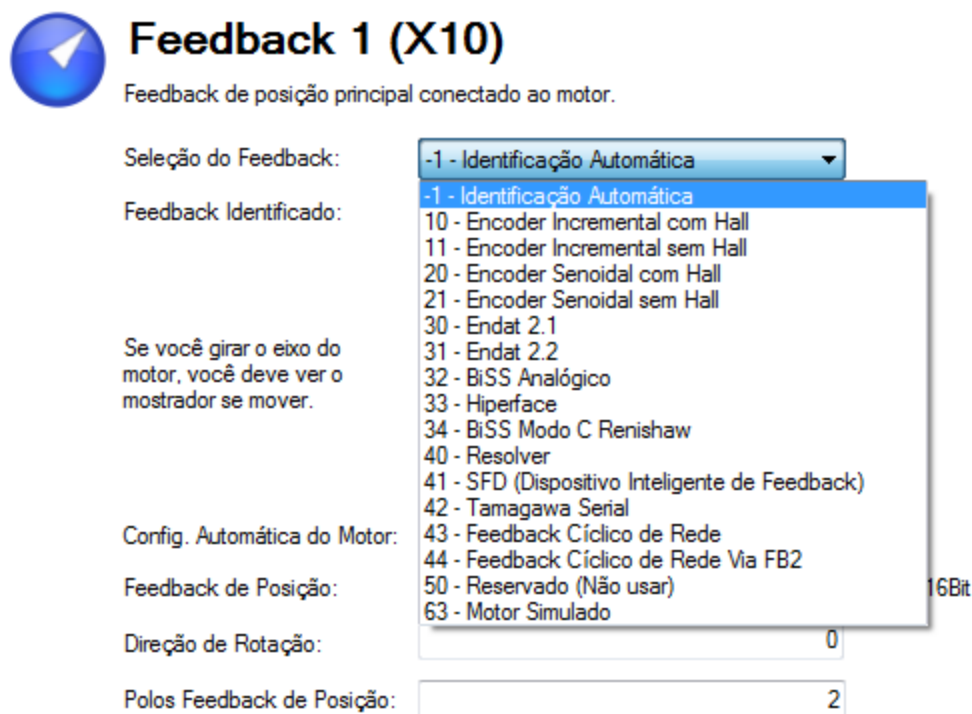 Feedback 1 (X10)
Feedback de posição principal conectado ao motor.
Seleção do Feedback:
-1 - Identificação Automática
-1 - Identificação Automática
Feedback Identificado:
10 - Encoder Incremental com Hall
11 - Encoder Incremental sem Hall
20 - Encoder Senoidal com Hall
21 - Encoder Senoidal sem Hall
30 - Endat 2.1
31 - Endat 2.2
32 - BiSS Analógico
33 - Hiperface
34 - BiSS Modo C Renishaw
40 - Resolver
41 - SFD (Dispositivo Inteligente de Feedback)
42 - Tamagawa Serial
43 - Feedback Cíclico de Rede
44 - Feedback Cíclico de Rede Via FB2
50 - Reservado (Não usar)
63 - Motor Simulado
Se você girar o eixo do
motor, você deve ver o
mostrador se mover.
Config. Automática do Motor:
Feedback de Posição:
16Bit
Direção de Rotação:
0
Polos Feedback de Posição:
2